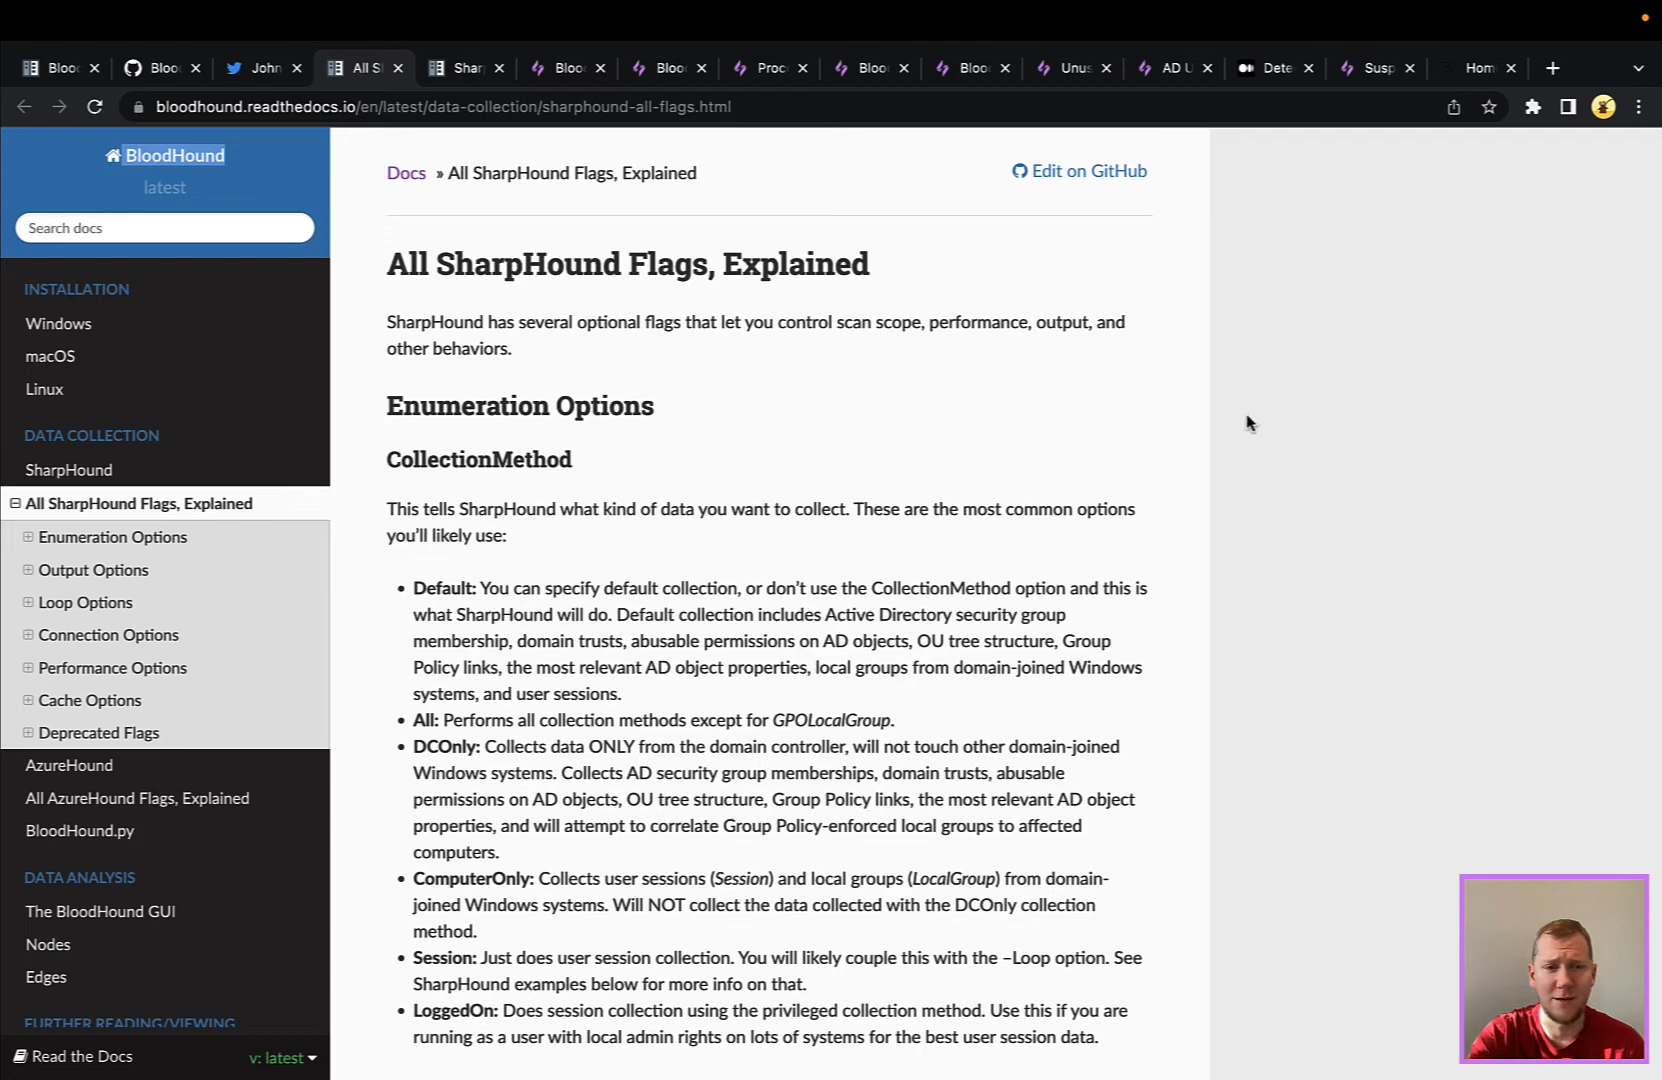 Blooc
Blooc
John
All S
Sharp
Blooc
Blooc
Proce
Blooc
Blooc
Unus
AD U
Dete
Susp
Hom
bloodhound.readthedocs.io/en/latest/data-collection/sharphound-all-flags.html
BloodHound
latest
Search docs
INSTALLATION
Windows
macOS
Linux
DATA COLLECTION
SharpHound
All SharpHound Flags, Explained
Enumeration Options
Output Options
Loop Options
Connection Options
Performance Options
Cache Options
Deprecated Flags
AzureHound
All AzureHound Flags, Explained
BloodHound.py
DATA ANALYSIS
The BloodHound GUI
Nodes
Edges
FURTHER READING/VIEWING
Read the Docs
v: latest
Docs » All SharpHound Flags, Explained
Edit on GitHub
All SharpHound Flags, Explained
SharpHound has several optional flags that let you control scan scope, performance, output, and
other behaviors.
Enumeration Options
CollectionMethod
This tells SharpHound what kind of data you want to collect. These are the most common options
you'll likely use:
• Default: You can specify default collection, or don't use the CollectionMethod option and this is
what SharpHound will do. Default collection includes Active Directory security group
membership, domain trusts, abusable permissions on AD objects, OU tree structure, Group
Policy links, the most relevant AD object properties, local groups from domain-joined Windows
systems, and user sessions.
• All: Performs all collection methods except for GPOLocalGroup.
• DCOnly: Collects data ONLY from the domain controller, will not touch other domain-joined
Windows systems. Collects AD security group memberships, domain trusts, abusable
permissions on AD objects, OU tree structure, Group Policy links, the most relevant AD object
properties, and will attempt to correlate Group Policy-enforced local groups to affected
computers.
• ComputerOnly: Collects user sessions (Session) and local groups (LocalGroup) from domain-
joined Windows systems. Will NOT collect the data collected with the DCOnly collection
method.
• Session: Just does user session collection. You will likely couple this with the –Loop option. See
SharpHound examples below for more info on that.
• LoggedOn: Does session collection using the privileged collection method. Use this if you are
running as a user with local admin rights on lots of systems for the best user session data.